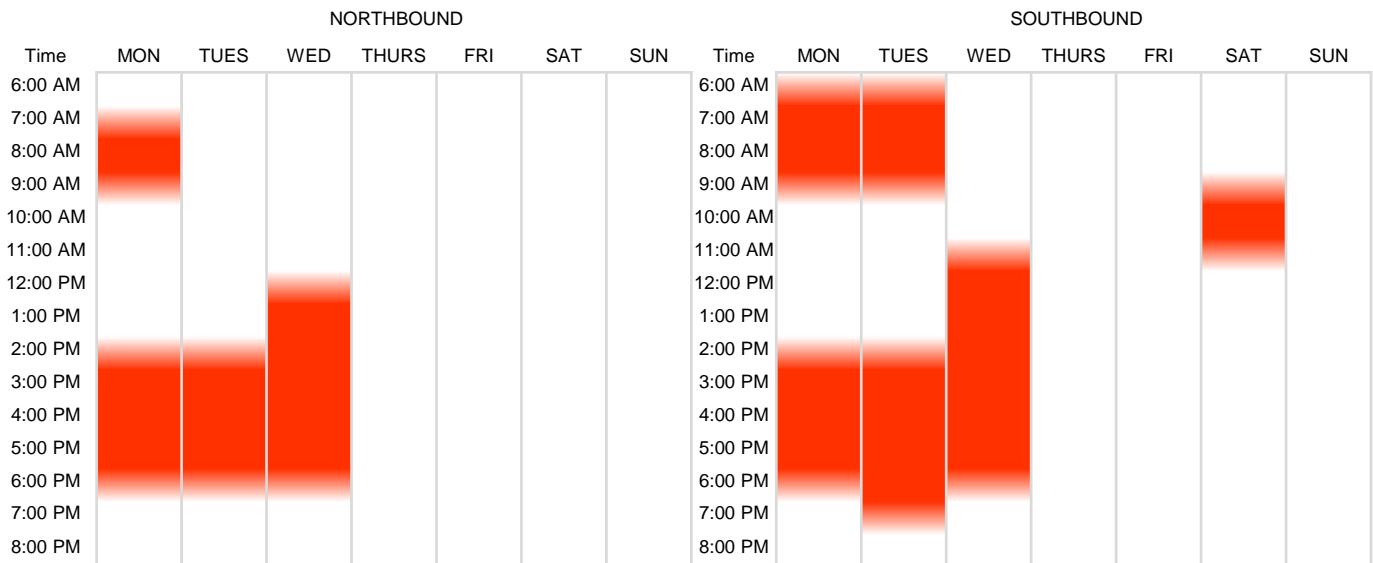 NORTHBOUND SOUTHBOUND
Time MON TUES WED THURS FRI SAT SUN Time MON TUES WED THURS FRI SAT SUN
6:00 AM 6:00 AM
7:00 AM 7:00 AM
8:00 AM 8:00 AM
9:00 AM 9:00 AM
10:00 AM 10:00 AM
11:00 AM 11:00 AM
12:00 PM 12:00 PM
1:00 PM 1:00 PM
2:00 PM 2:00 PM
3:00 PM 3:00 PM
4:00 PM 4:00 PM
5:00 PM 5:00 PM
6:00 PM 6:00 PM
7:00 PM 7:00 PM
8:00 PM 8:00 PM